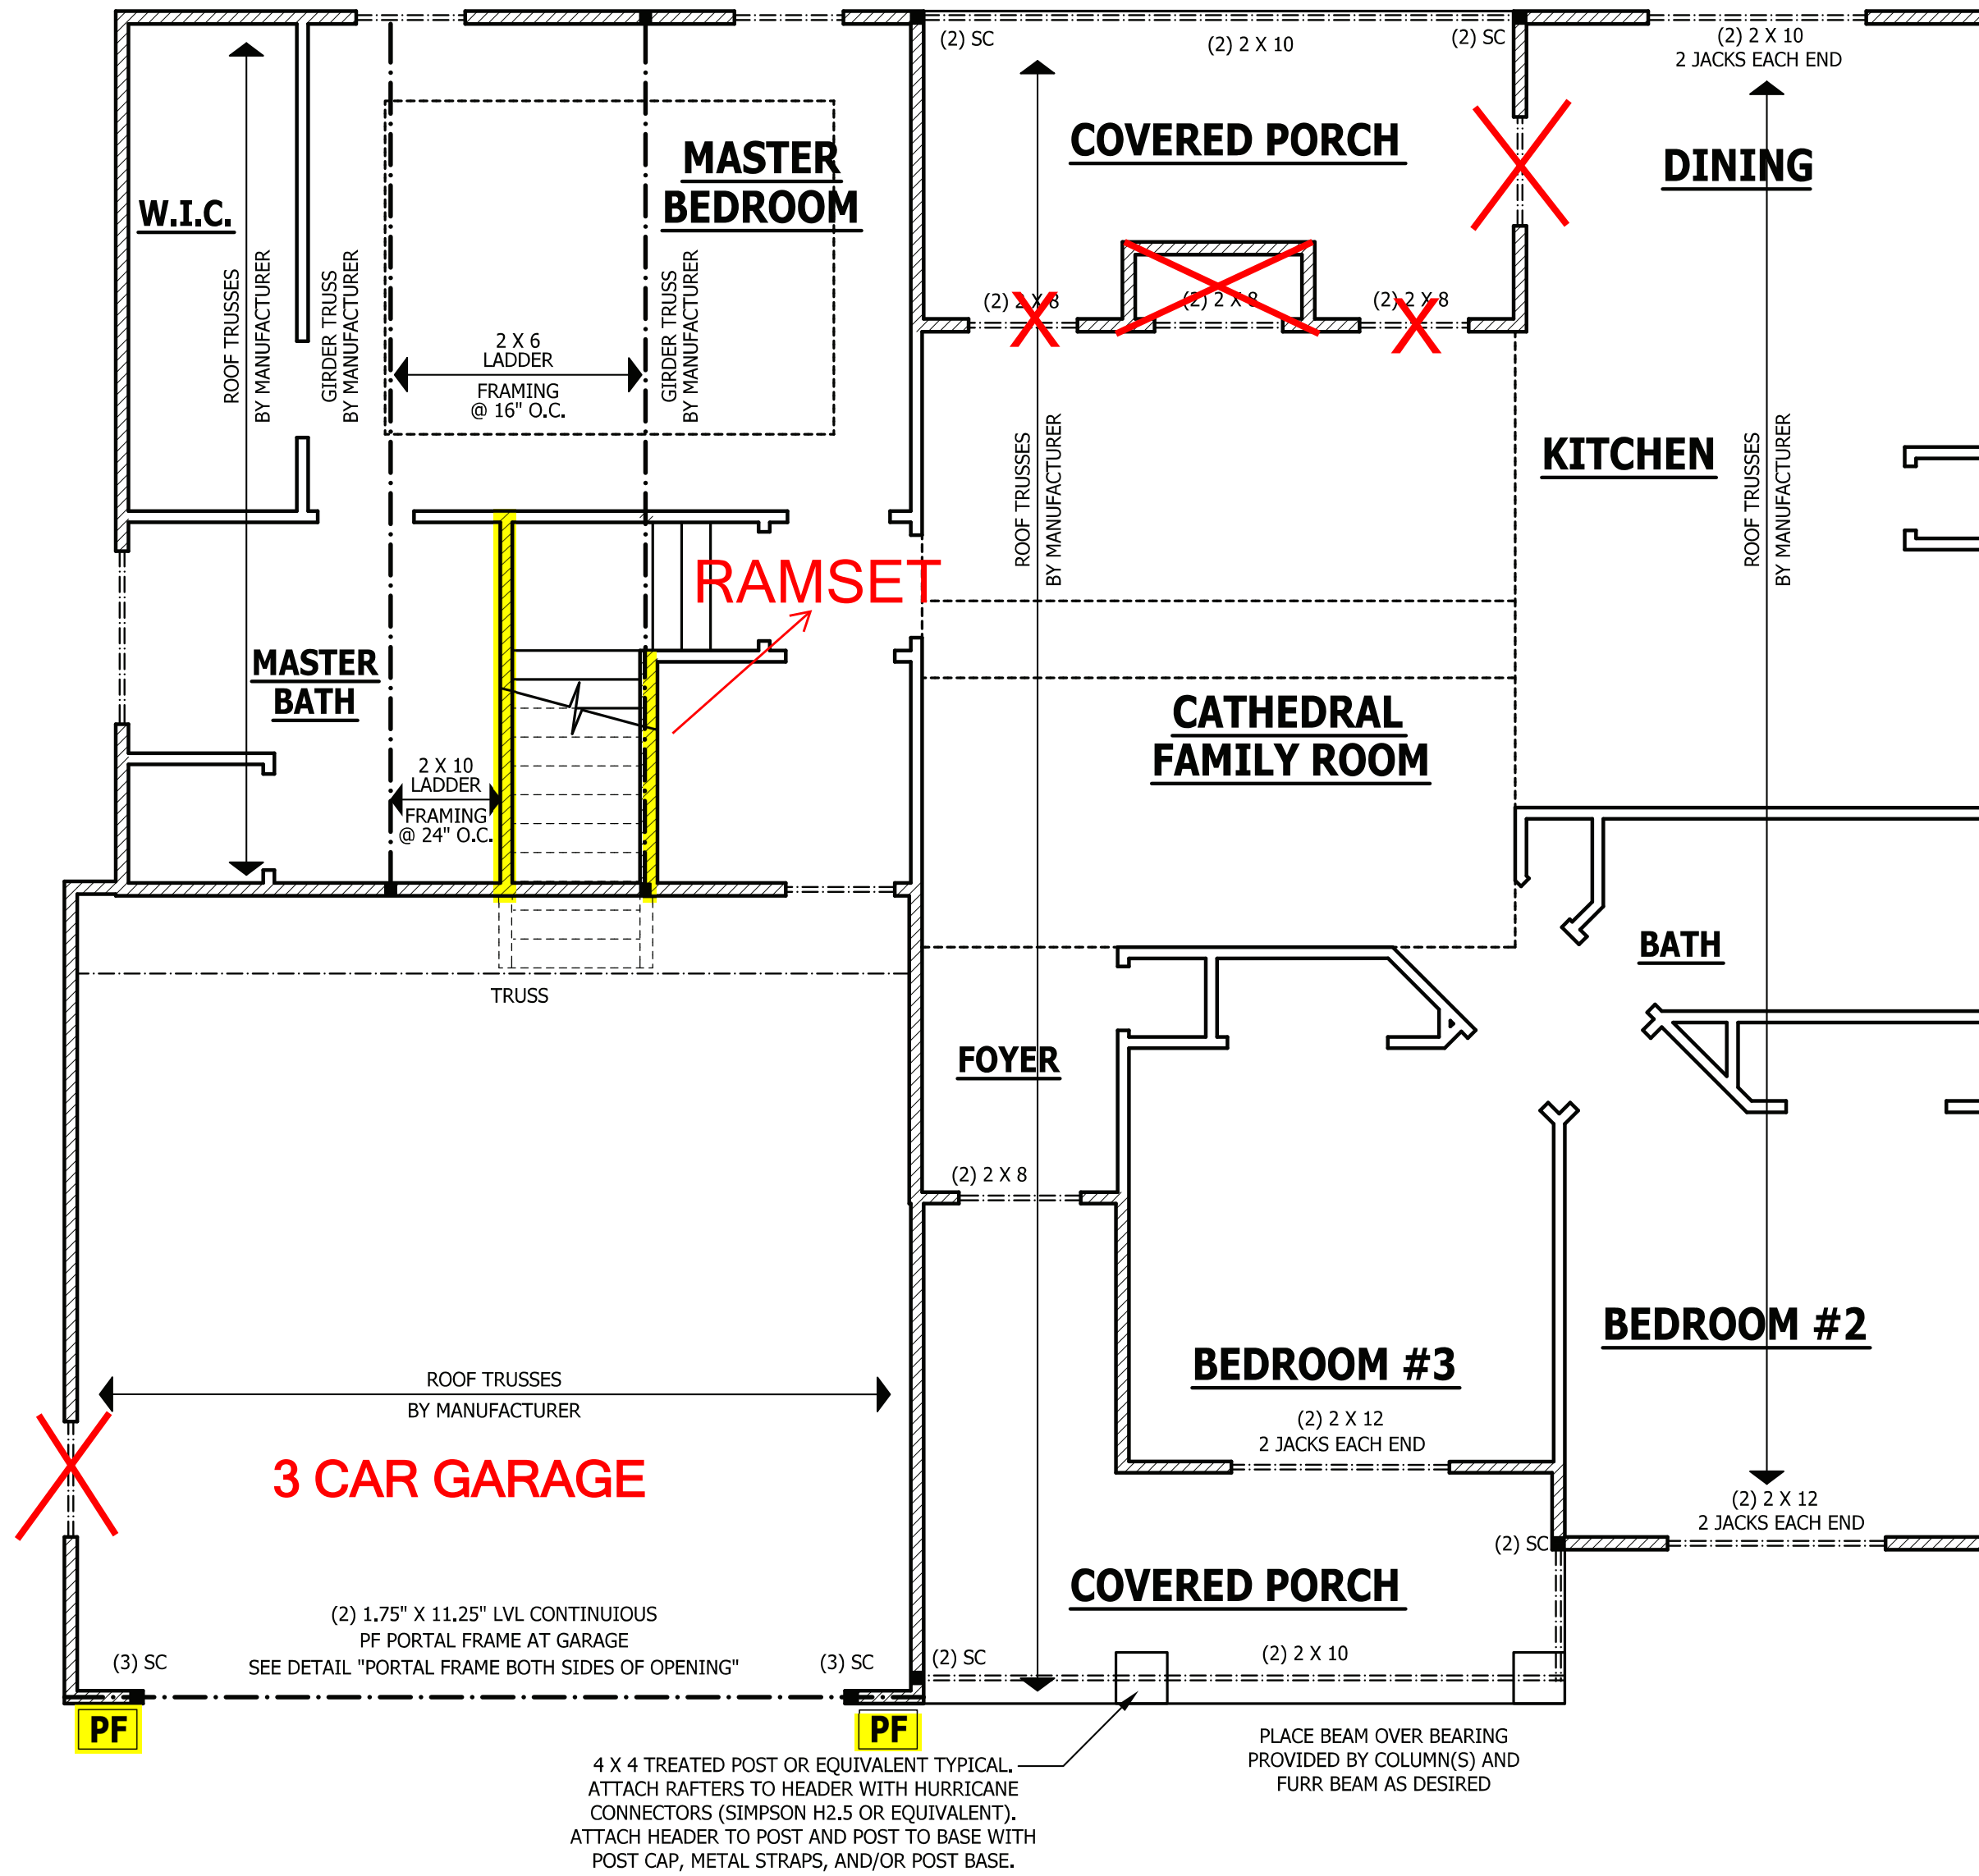 (2) SC
(2) 2 X 10
(2) SC
(2) 2 X 10
2 JACKS EACH END
COVERED PORCH
MASTER
BEDROOM
DINING
W.I.C.
ROOF TRUSSES
BY MANUFACTURER
GIRDER TRUSS
BY MANUFACTURER
GIRDER TRUSS
BY MANUFACTURER
(2) 2 X 8
(2) 2 X 8
(2) 2 X 8
2 X 6
LADDER
FRAMING
@ 16" O.C.
ROOF TRUSSES
BY MANUFACTURER
KITCHEN
ROOF TRUSSES
BY MANUFACTURER
RAMSET
MASTER
BATH
CATHEDRAL
FAMILY ROOM
2 X 10
LADDER
FRAMING
@ 24" O.C.
BATH
TRUSS
FOYER
(2) 2 X 8
BEDROOM #2
BEDROOM #3
ROOF TRUSSES
BY MANUFACTURER
(2) 2 X 12
2 JACKS EACH END
3 CAR GARAGE
(2) 2 X 12
2 JACKS EACH END
(2) SC
COVERED PORCH
(2) 1.75" X 11.25" LVL CONTINUIOUS
PF PORTAL FRAME AT GARAGE
SEE DETAIL "PORTAL FRAME BOTH SIDES OF OPENING"
(3) SC
(3) SC
(2) SC
(2) 2 X 10
PF
PF
PLACE BEAM OVER BEARING
PROVIDED BY COLUMN(S) AND
FURR BEAM AS DESIRED
4 X 4 TREATED POST OR EQUIVALENT TYPICAL.
ATTACH RAFTERS TO HEADER WITH HURRICANE
CONNECTORS (SIMPSON H2.5 OR EQUIVALENT).
ATTACH HEADER TO POST AND POST TO BASE WITH
POST CAP, METAL STRAPS, AND/OR POST BASE.